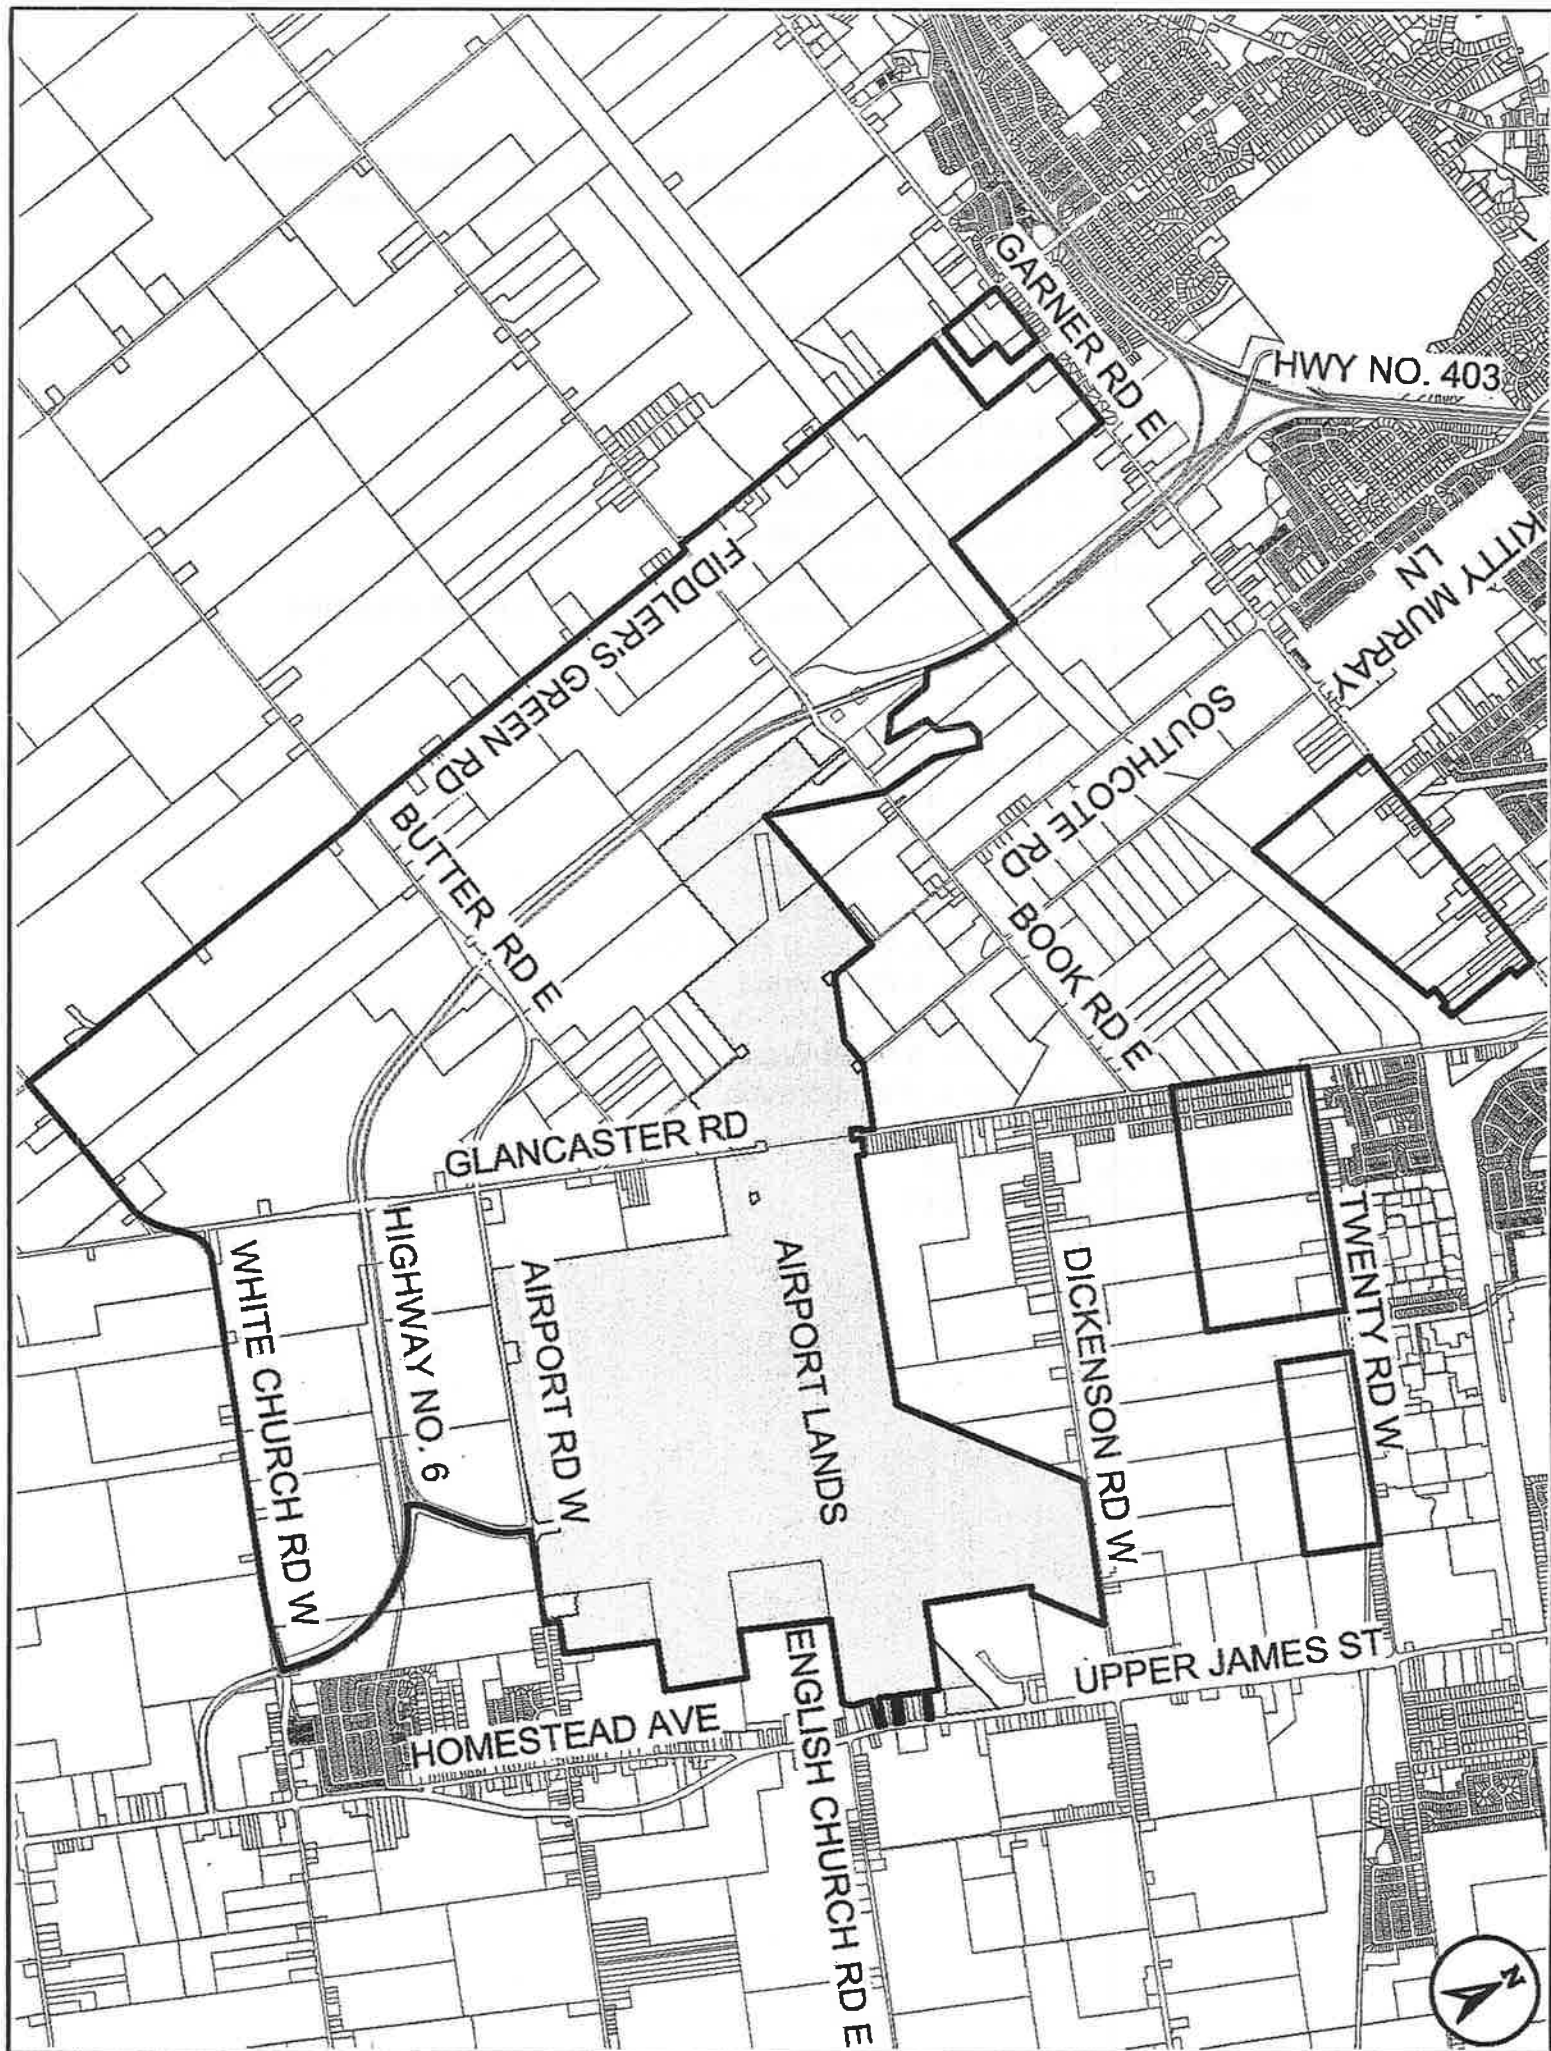 GARNER RD E
HWY NO. 403
KITTY MURRAY
LN
FIDDLER'S GREEN RD
SOUTHCOTE RD
BUTTER RD E
BOOK RD E
GLANCASTER RD
TWENTY RD W
HIGHWAY NO. 6
WHITE CHURCH RD W
AIRPORT RD W
AIRPORT LANDS
DICKENSON RD W
UPPER JAMES ST
HOMESTEAD AVE
ENGLISH CHURCH RD E
N